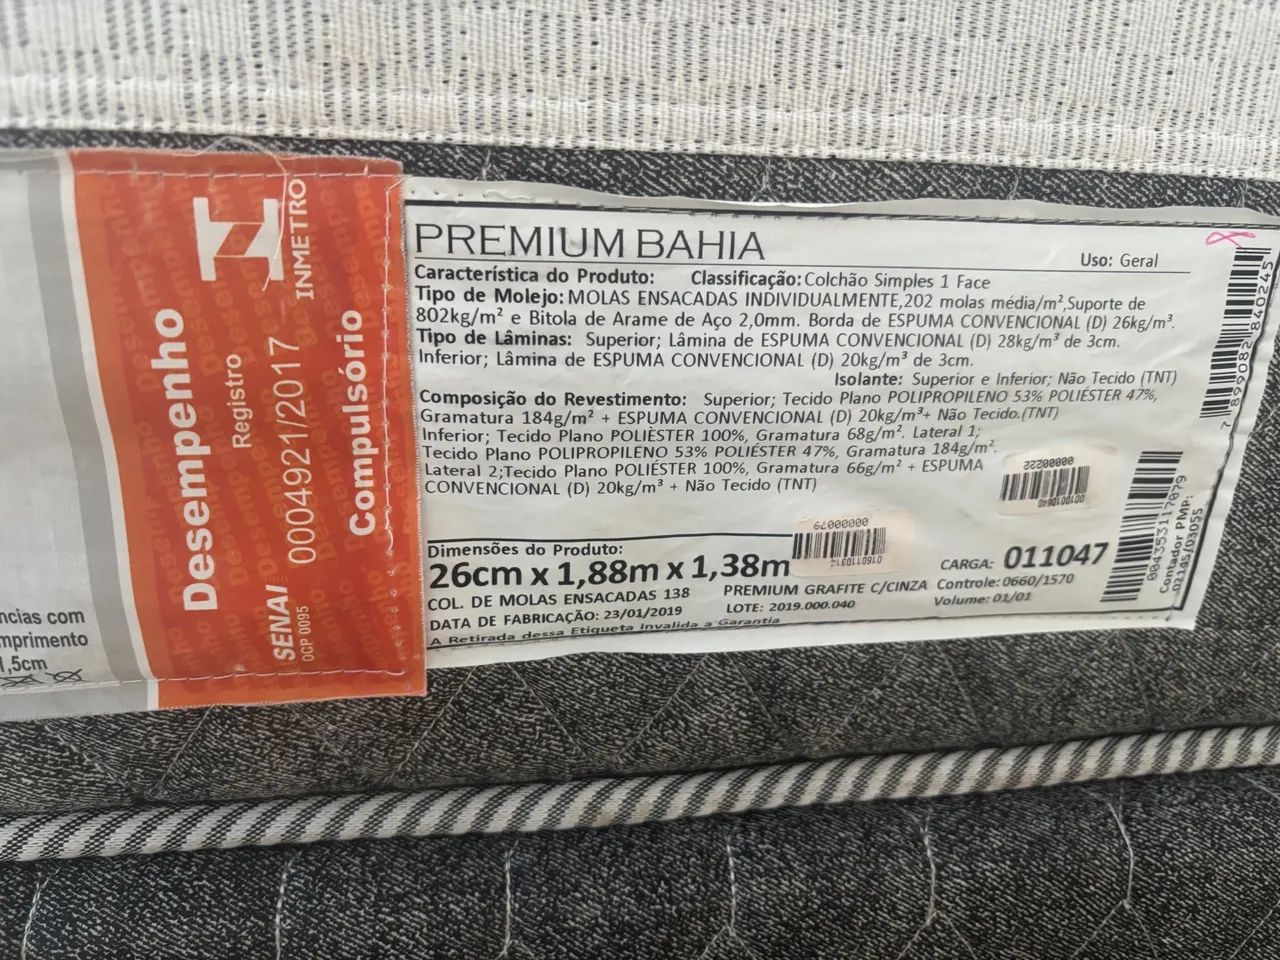 PREMIUM BAHIA
Uso: Geral
Característica do Produto: Classificação: Colchão Simples 1 Face
Tipo de Molejo: MOLAS ENSACADAS INDIVIDUALMENTE,202 molas média/m²,Suporte de
802kg/m² e Bitola de Arame de Aço 2,0mm. Borda de ESPUMA CONVENCIONAL (D) 26kg/m³.
Tipo de Lâminas: Superior; Lâmina de ESPUMA CONVENCIONAL (D) 28kg/m³ de 3cm.
Inferior; Lâmina de ESPUMA CONVENCIONAL (D) 20kg/m³ de 3cm.
Isolante: Superior e Inferior; Não Tecido (TNT)
Composição do Revestimento: Superior; Tecido Plano POLIPROPILENO 53% POLIÉSTER 47%,
Gramatura 184g/m² + ESPUMA CONVENCIONAL (D) 20kg/m³+ Não Tecido.(TNT)
Inferior; Tecido Plano POLIÈSTER 100%, Gramatura 68g/m². Lateral 1;
Tecido Plano POLIPROPILENO 53% POLIÉSTER 47%, Gramatura 184g/m².
Lateral 2;Tecido Plano POLIÉSTER 100%, Gramatura 66g/m² + ESPUMA
CONVENCIONAL (D) 20kg/m³ + Não Tecido (TNT)
Dimensões do Produto:
26cm x 1,88m x 1,38m
COL. DE MOLAS ENSACADAS 138
PREMIUM GRAFITE C/CINZA
DATA DE FABRICAÇÃO: 23/01/2019
LOTE: 2019.000.040
A Retirada dessa Etiqueta Invalida a Garantia
CARGA: 011047
Controle: 0660/1570
Volume: 01/01
00000222
00000079
7 899082 840245
004353117079
Contador PMP:
Desempenho
Registro
0004921/2017
Compulsório
INMETRO
SENAI
OCP 0095
ncias com
mprimento
1,5cm